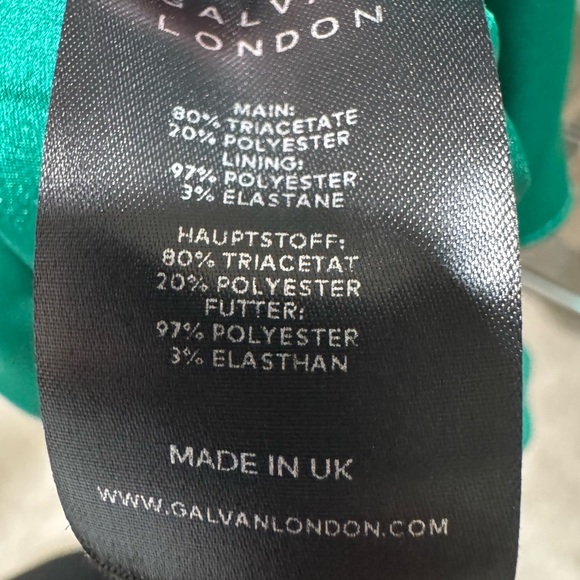 GALVAN
LONDON
MAIN:
80% TRIACETATE
20% POLYESTER
LINING:
97% POLYESTER
3% ELASTANE
HAUPTSTOFF:
80% TRIACETAT
20% POLYESTER
FUTTER:
97% POLYESTER
3% ELASTHAN
MADE IN UK
WWW.GALVANLONDON.COM